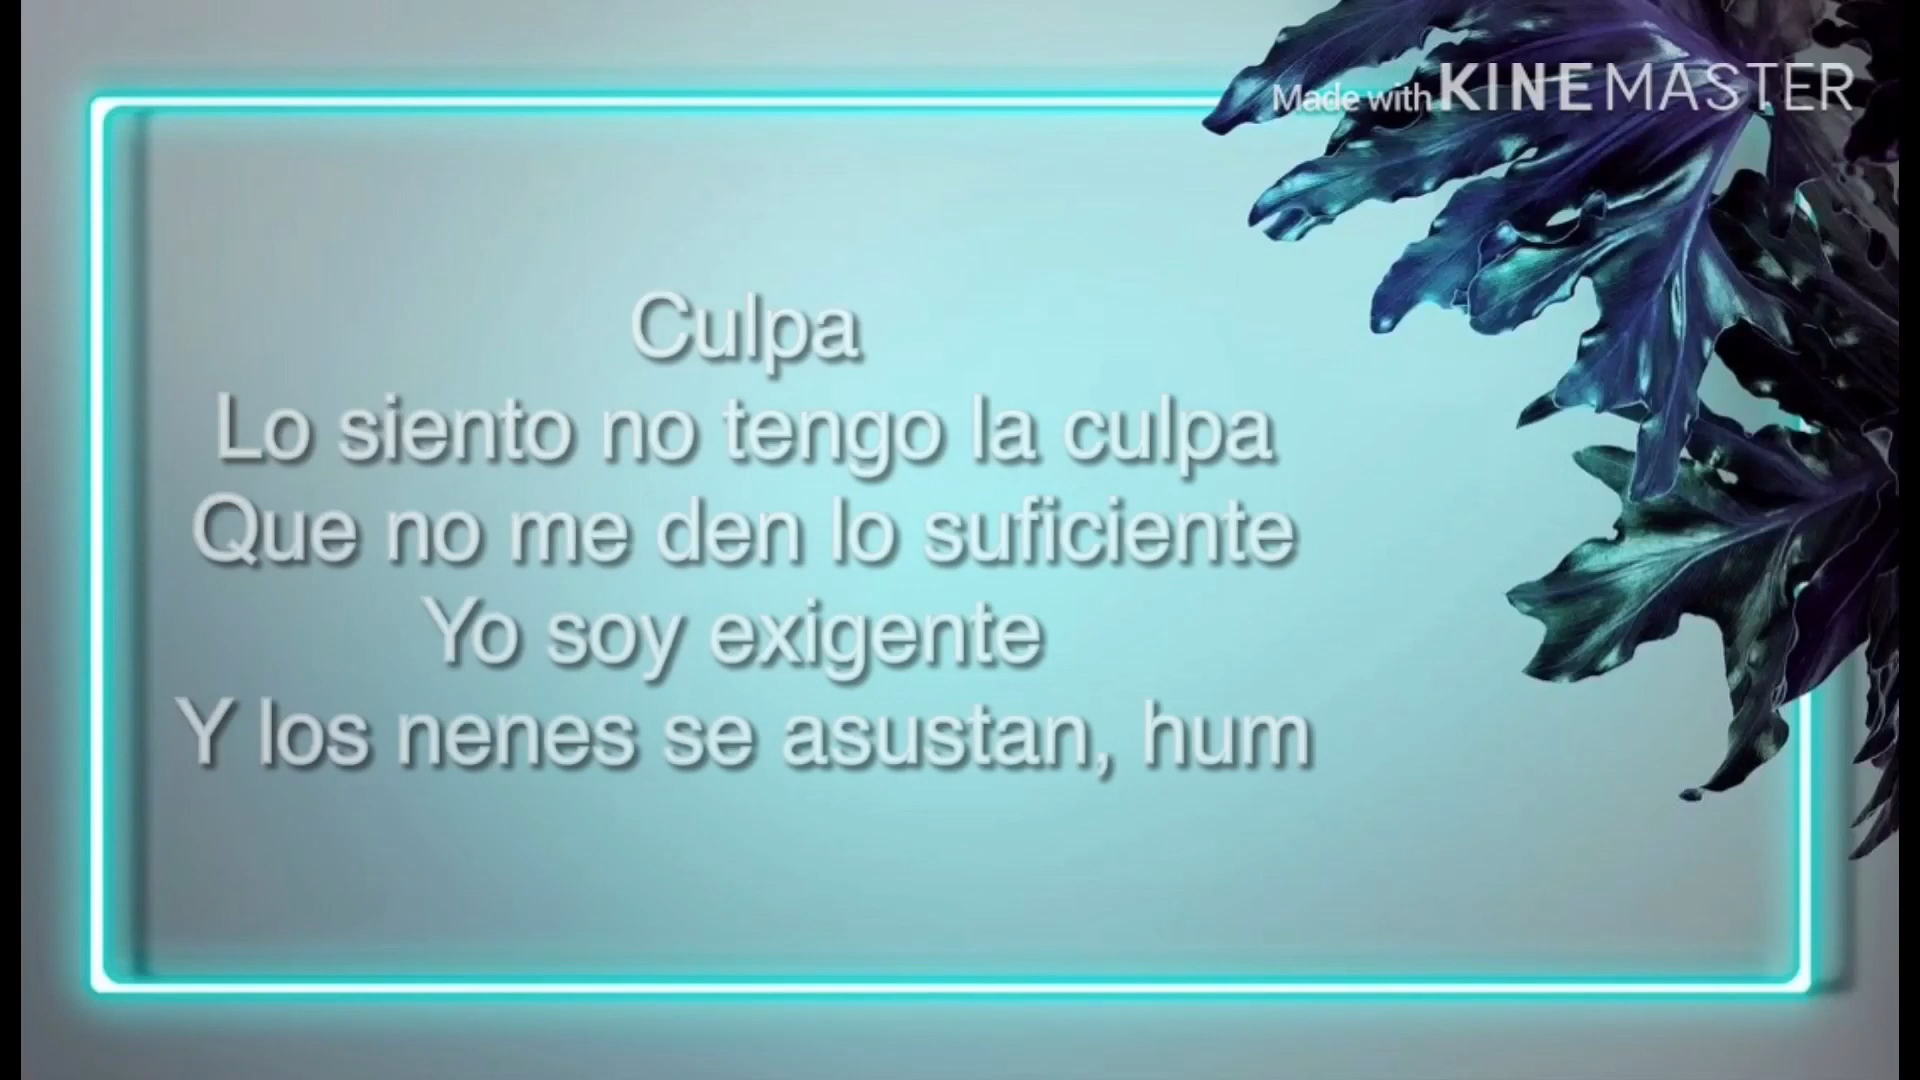 Made with KINEMASTER
Culpa
Lo siento no tengo la culpa
Que no me den lo suficiente
Yo soy exigente
Y los nenes se asustan, hum